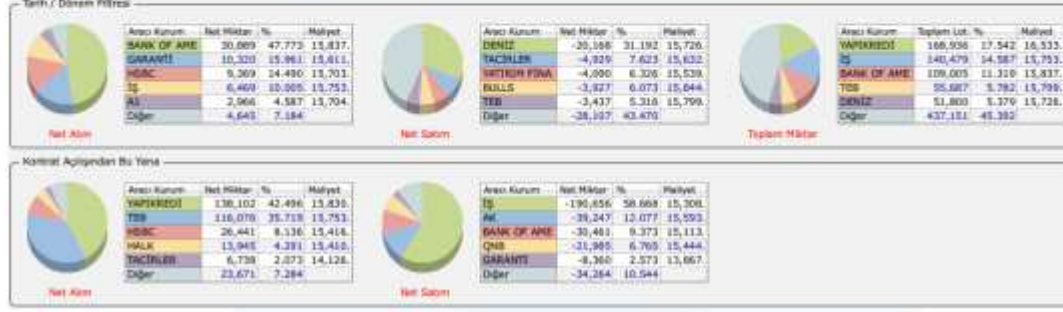 Tarih / Dönem Filtresi
Aracı Kurum Net Miktar % Maliyet
BANK OF AME 30,889 47.773 15,837.
GARANTİ 10,320 15.961 15,611.
HSBC 9,369 14.490 15,703.
İŞ 6,469 10.005 15,753.
A1 2,966 4.587 15,704.
Diğer 4,645 7.184
Net Alım
Aracı Kurum Net Miktar % Maliyet
DENİZ -20,168 31.192 15,726.
TACİRLER -4,929 7.623 15,632.
YATIRIM FİNA -4,090 6.326 15,539.
BULLS -3,927 6.073 15,844.
TEB -3,437 5.316 15,799.
Diğer -28,107 43.470
Net Satım
Aracı Kurum Toplam Lot. % Maliyet
YAPIKREDİ 168,936 17.542 16,533
İŞ 140,479 14.587 15,753.
BANK OF AME 109,005 11.319 15,837
TEB 55,687 5.782 15,799.
DENİZ 51,800 5.379 15,726.
Diğer 437,151 45.392
Toplam Miktar
Kontrat Açılışından Bu Yana
Aracı Kurum Net Miktar % Maliyet
YAPIKREDİ 138,102 42.496 15,830.
TEB 116,076 35.719 15,753.
HSBC 26,441 8.136 15,416.
HALK 13,945 4.291 15,410.
TACİRLER 6,739 2.073 14,126.
Diğer 23,671 7.284
Net Alım
Aracı Kurum Net Miktar % Maliyet
İŞ -190,656 58.668 15,308.
AK -39,247 12.077 15,593.
BANK OF AME -30,461 9.373 15,113.
QNB -21,985 6.765 15,444.
GARANTİ -8,360 2.573 13,867.
Diğer -34,264 10.544
Net Satım